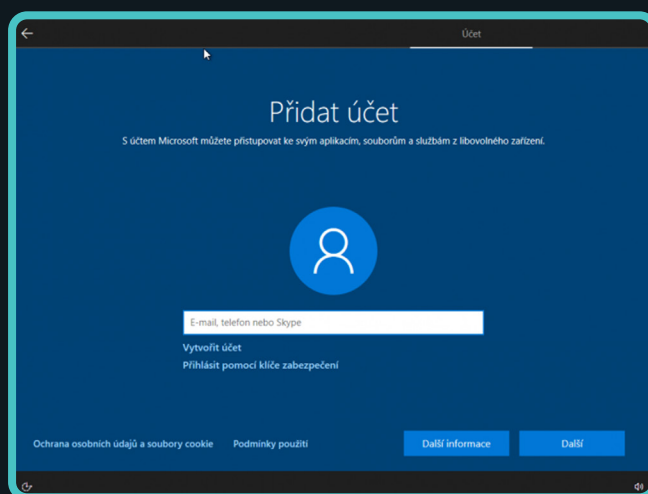 Účet
Přidat účet
S účtem Microsoft můžete přistupovat ke svým aplikacím, souborům a službám z libovolného zařízení.
E-mail, telefon nebo Skype
Vytvořit účet
Přihlásit pomocí klíče zabezpečení
Ochrana osobních údajů a soubory cookie
Podmínky použití
Další informace
Další